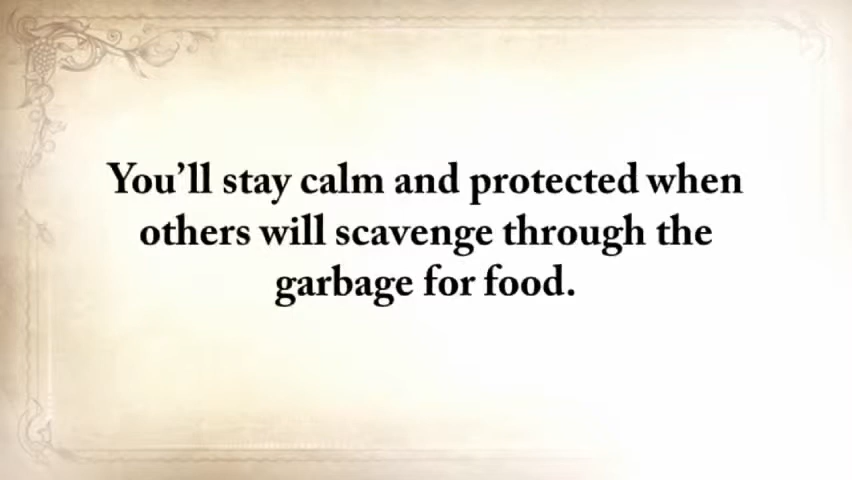 You’ll stay calm and protected when
others will scavenge through the
garbage for food.